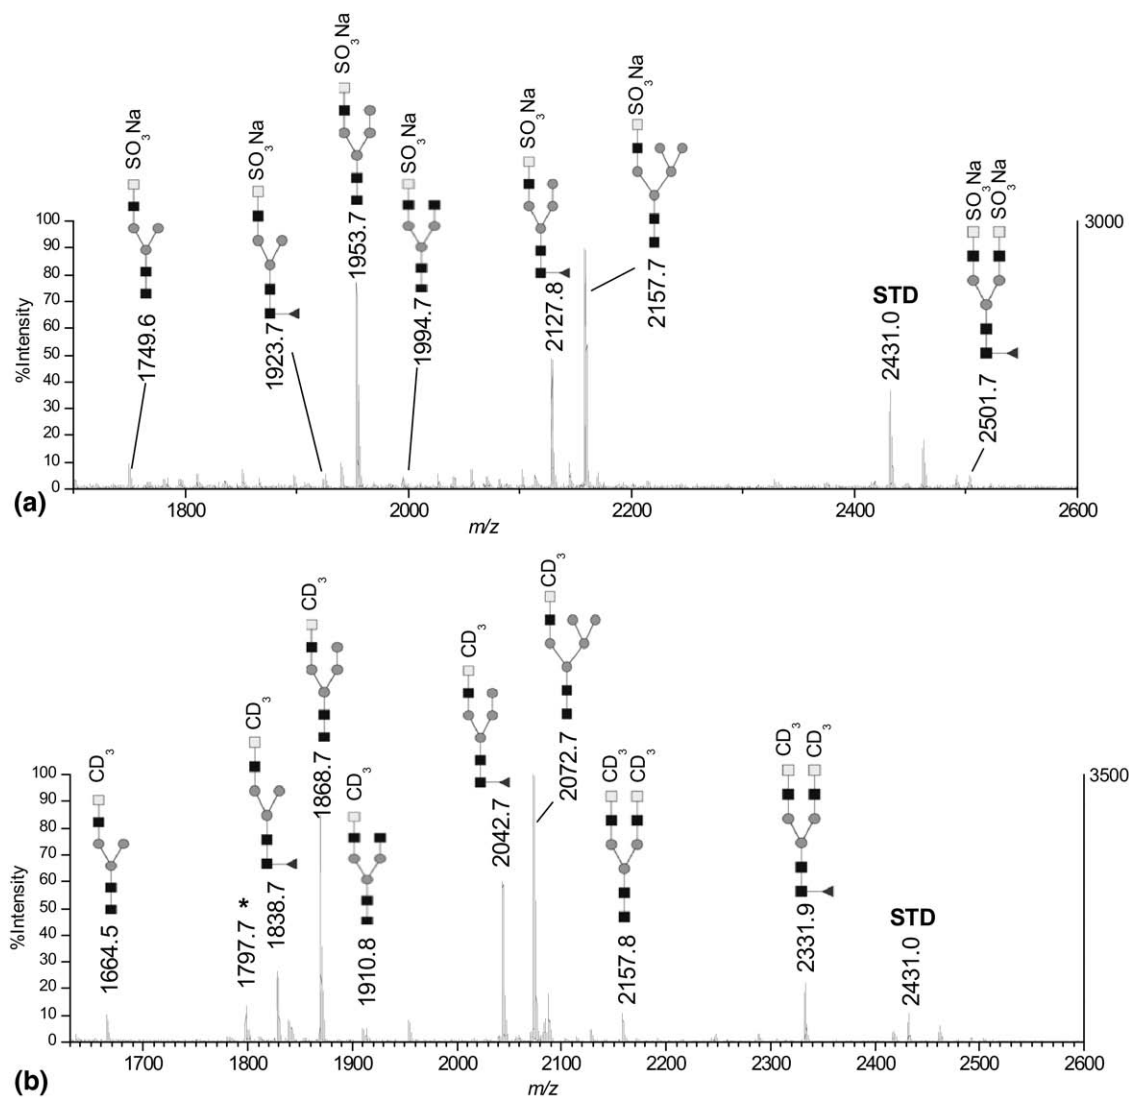 SO3Na
SO3Na
SO3Na
SO3Na
SO3Na
SO3Na
SO3Na
SO3Na
1749.6
1923.7
1953.7
1994.7
2127.8
2157.7
STD
2431.0
2501.7
%Intensity
100
90
80
70
60
50
40
30
20
10
0
3000
1800
2000
2200
2400
2600
m/z
(a)
CD3
CD3
CD3
CD3
CD3
CD3
CD3
CD3
CD3
CD3
1664.5
1797.7 *
1838.7
1868.7
1910.8
2042.7
2072.7
2157.8
2331.9
STD
2431.0
%Intensity
100
90
80
70
60
50
40
30
20
10
0
3500
1700
1800
1900
2000
2100
2200
2300
2400
2500
2600
m/z
(b)